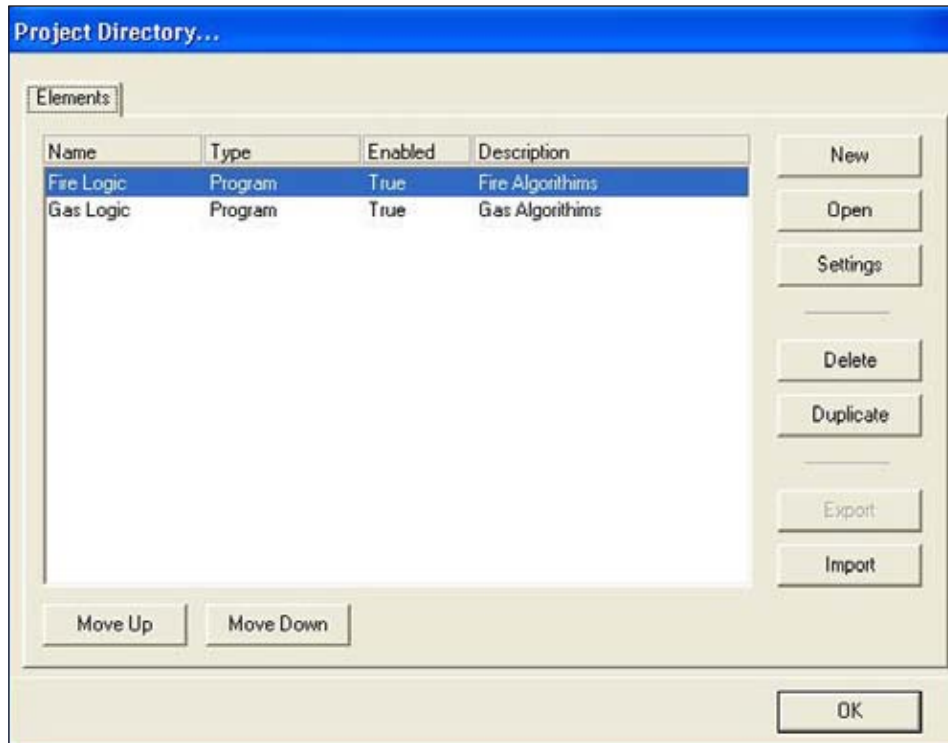 Project Directory...
Elements
Name Type Enabled Description
Fire Logic Program True Fire Algorithims
Gas Logic Program True Gas Algorithims
New
Open
Settings
Delete
Duplicate
Export
Import
Move Up Move Down
OK